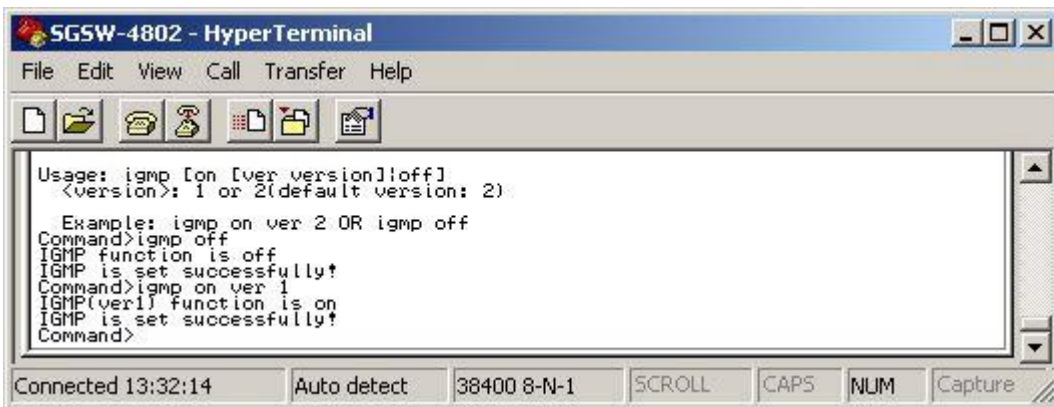 SGSW-4802 - HyperTerminal
File Edit View Call Transfer Help
Usage: igmp [on [ver version]|off]
<version>: 1 or 2(default version: 2)
Example: igmp on ver 2 OR igmp off
Command>igmp off
IGMP function is off
IGMP is set successfully!
Command>igmp on ver 1
IGMP(ver1) function is on
IGMP is set successfully!
Command>
Connected 13:32:14 Auto detect 38400 8-N-1 SCROLL CAPS NUM Capture